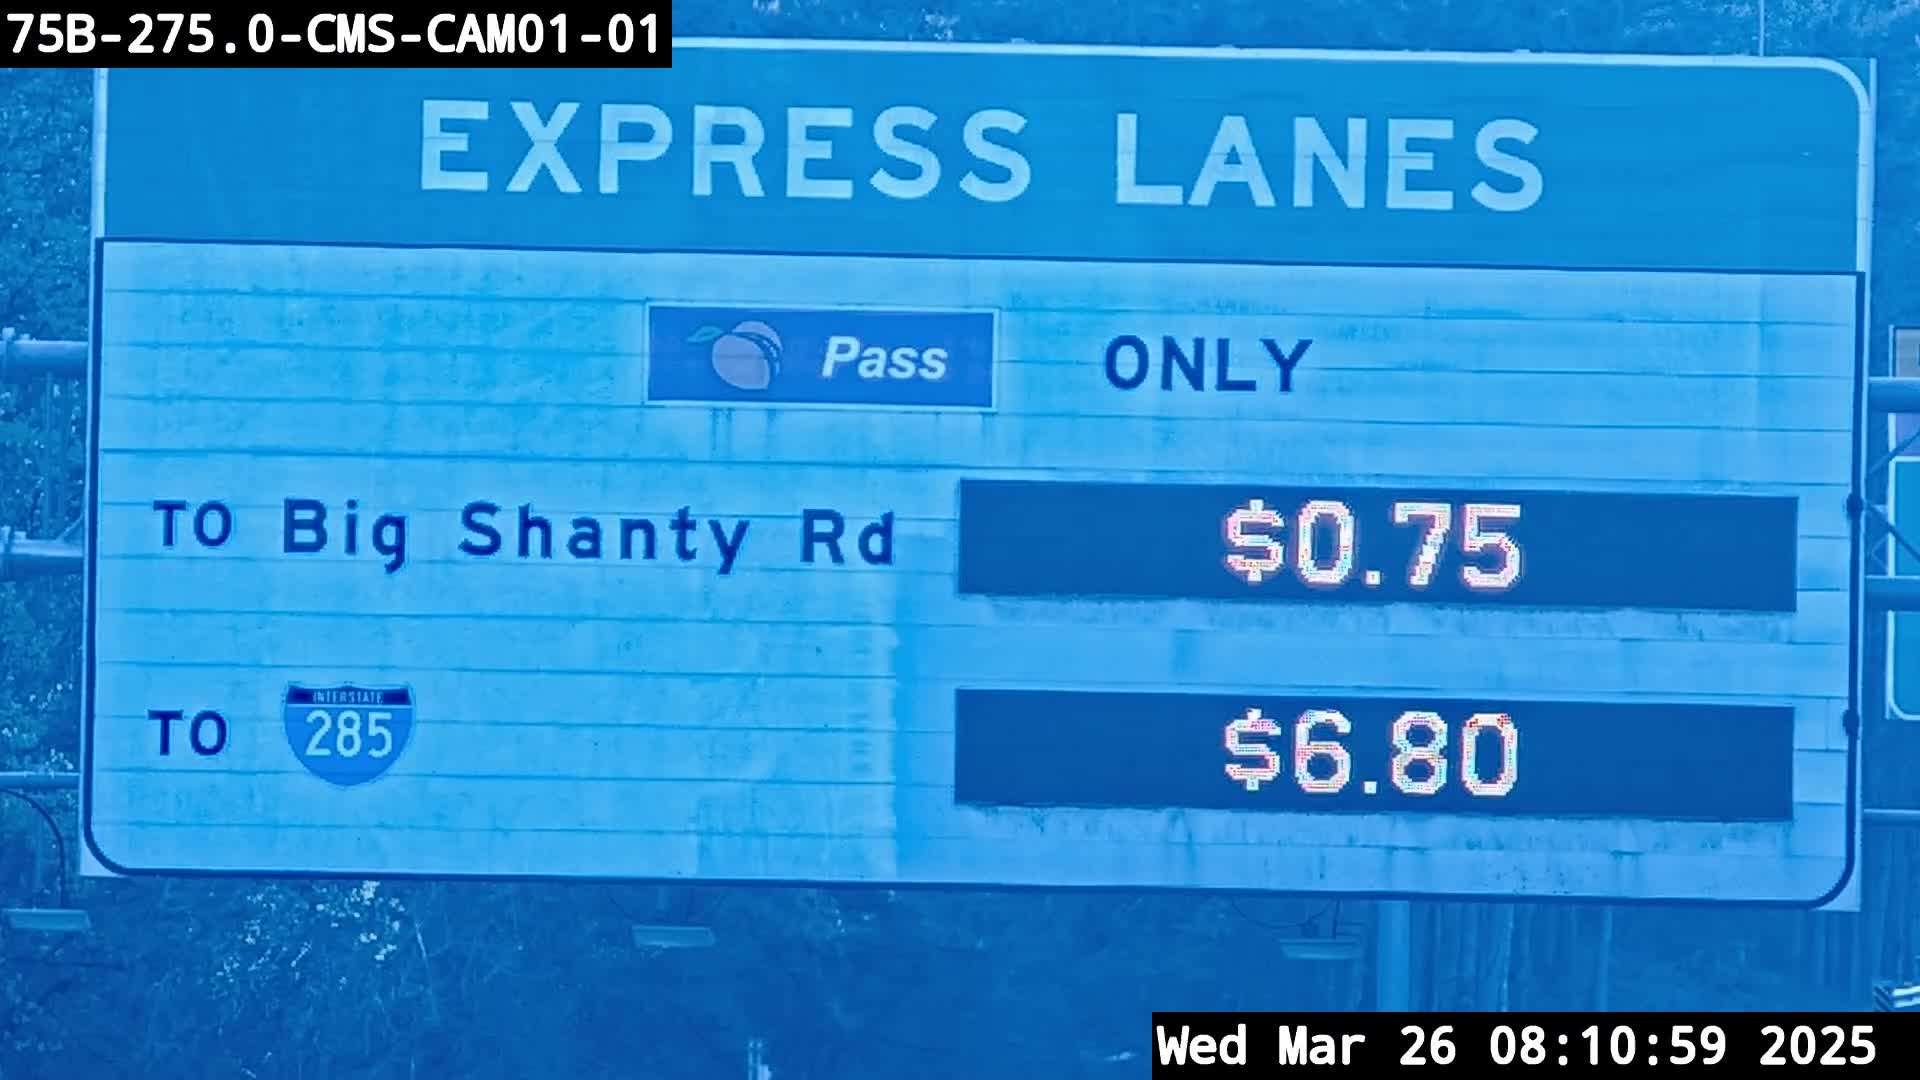 75B-275.0-CMS-CAM01-01
EXPRESS LANES
Pass ONLY
TO Big Shanty Rd $0.75
INTERSTATE
TO 285 $6.80
Wed Mar 26 08:10:59 2025